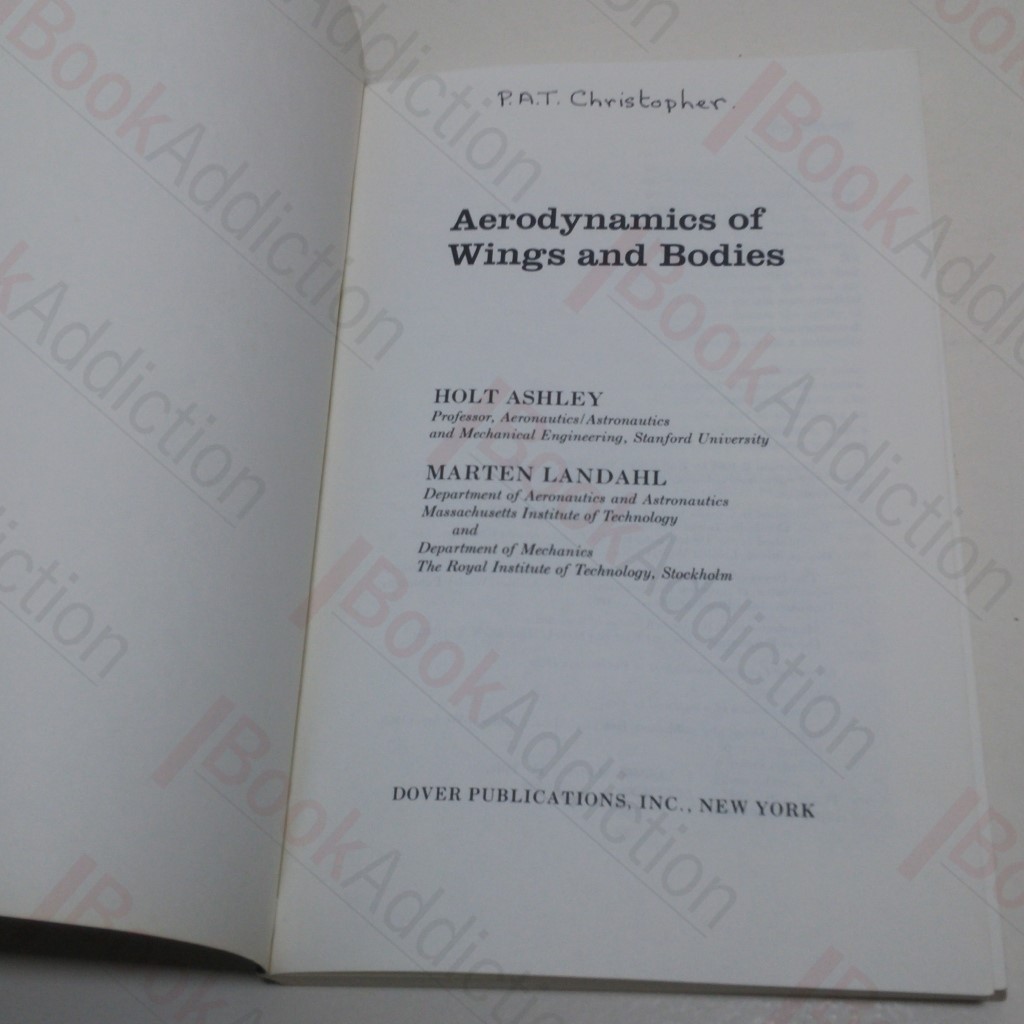 P.A.T. Christopher.
Aerodynamics of
Wings and Bodies
HOLT ASHLEY
Professor, Aeronautics/Astronautics
and Mechanical Engineering, Stanford University
MARTEN LANDAHL
Department of Aeronautics and Astronautics
Massachusetts Institute of Technology
and
Department of Mechanics
The Royal Institute of Technology, Stockholm
DOVER PUBLICATIONS, INC., NEW YORK
BookAddiction